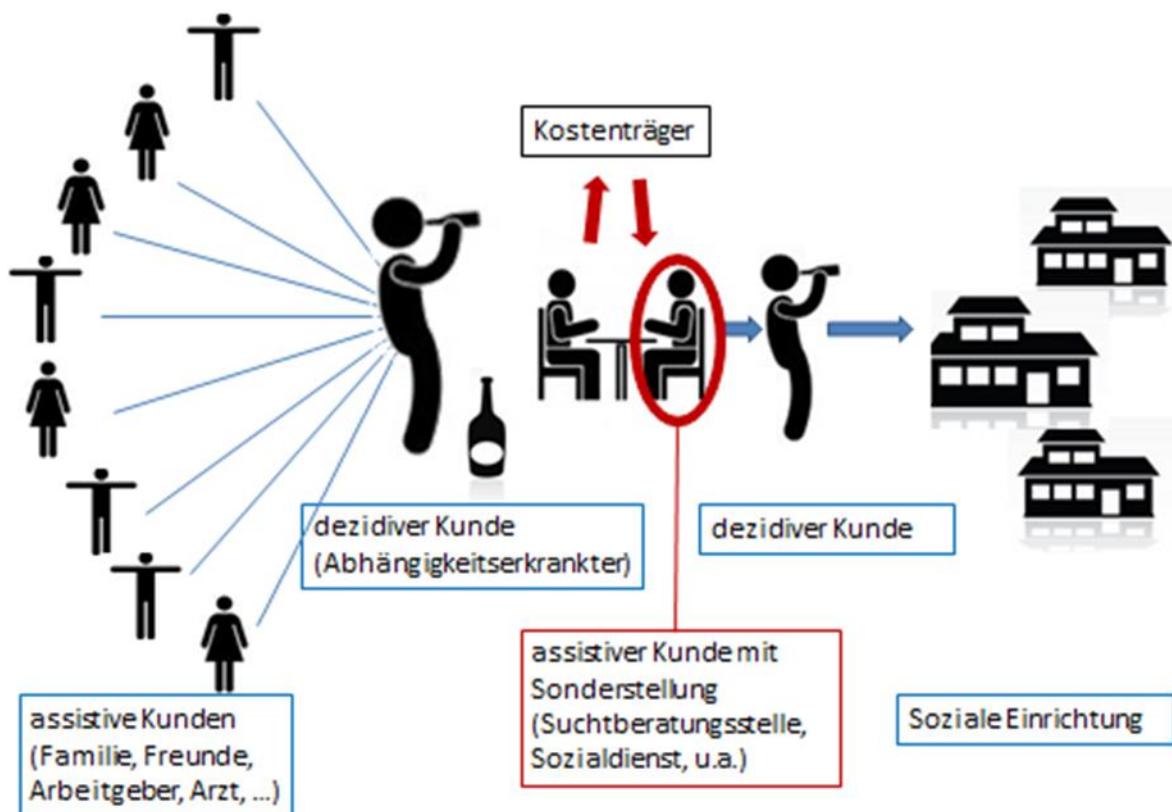 Kostenträger
dezidiver Kunde
(Abhängigkeitserkrankter)
dezidiver Kunde
assistiver Kunde mit
Sonderstellung
(Suchtberatungsstelle,
Sozialdienst, u.a.)
assistive Kunden
(Familie, Freunde,
Arbeitgeber, Arzt, ...)
Soziale Einrichtung